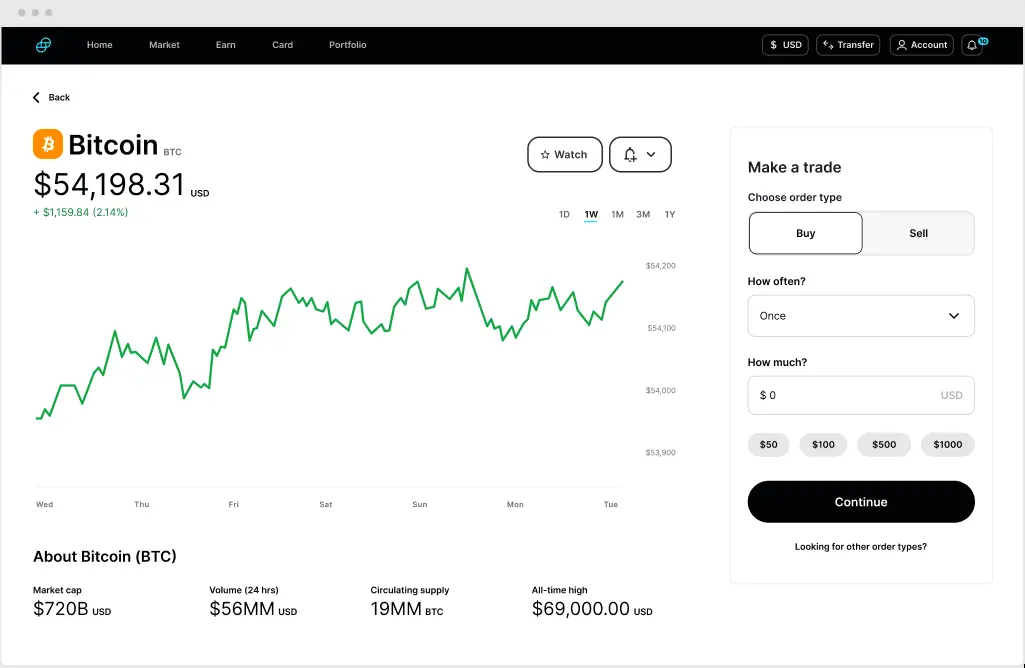 Home Market Earn Card Portfolio $ USD Transfer Account 10
Back
Bitcoin BTC
$54,198.31 USD
+ $1,159.84 (2.14%)
Watch
1D 1W 1M 3M 1Y
$54,200
$54,100
$54,000
$53,900
Wed Thu Fri Sat Sun Mon Tue
About Bitcoin (BTC)
Market cap
$720B USD
Volume (24 hrs)
$56MM USD
Circulating supply
19MM BTC
All-time high
$69,000.00 USD
Make a trade
Choose order type
Buy Sell
How often?
Once
How much?
$ 0 USD
$50 $100 $500 $1000
Continue
Looking for other order types?